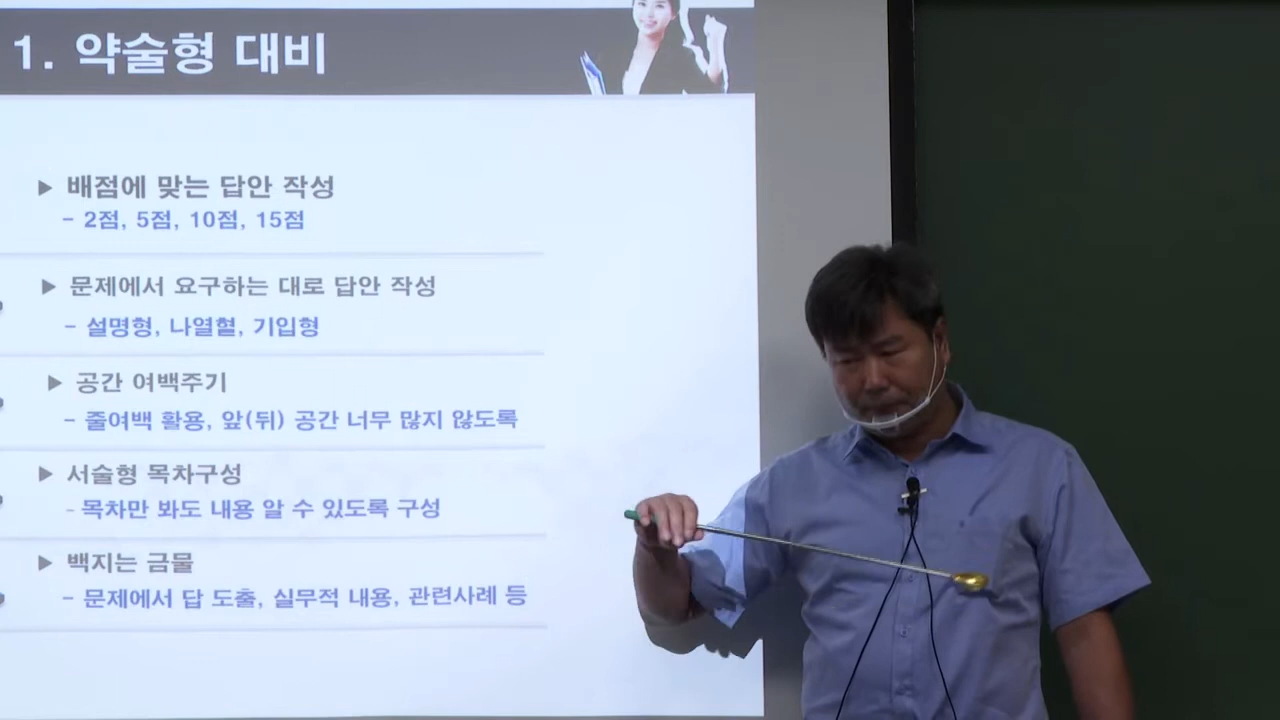 1. 약술형 대비
▶ 배점에 맞는 답안 작성
- 2점, 5점, 10점, 15점
▶ 문제에서 요구하는 대로 답안 작성
- 설명형, 나열혈, 기입형
▶ 공간 여백주기
- 줄여백 활용, 앞(뒤) 공간 너무 많지 않도록
▶ 서술형 목차구성
- 목차만 봐도 내용 알 수 있도록 구성
▶ 백지는 금물
- 문제에서 답 도출, 실무적 내용, 관련사례 등